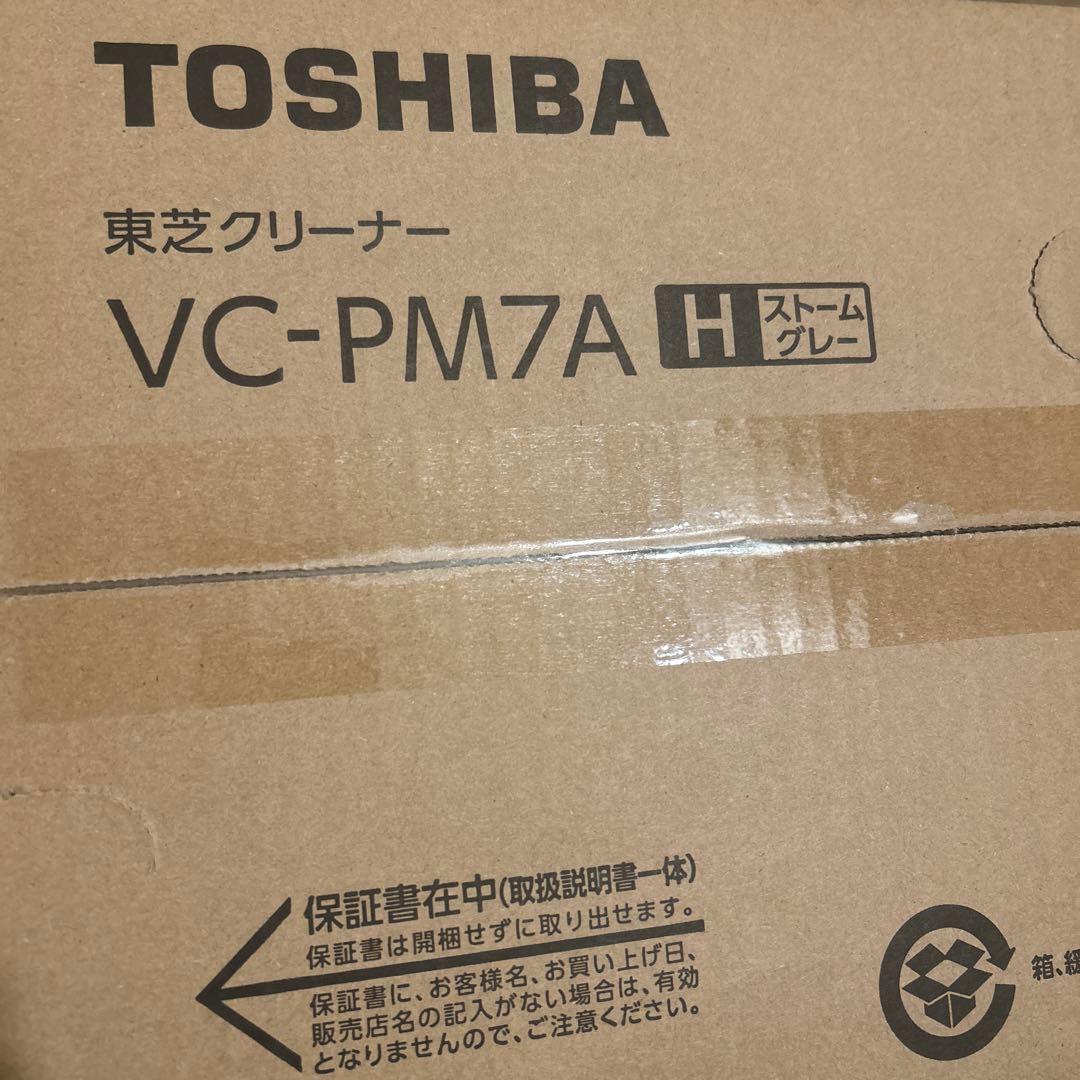 TOSHIBA
東芝クリーナー
VC-PM7A H ストーム
グレー
保証書在中(取扱説明書一体)
保証書は開梱せずに取り出せます。
保証書に、お客様名、お買い上げ日、
販売店名の記入がない場合は、有効
となりませんので、ご注意ください。
箱、緩